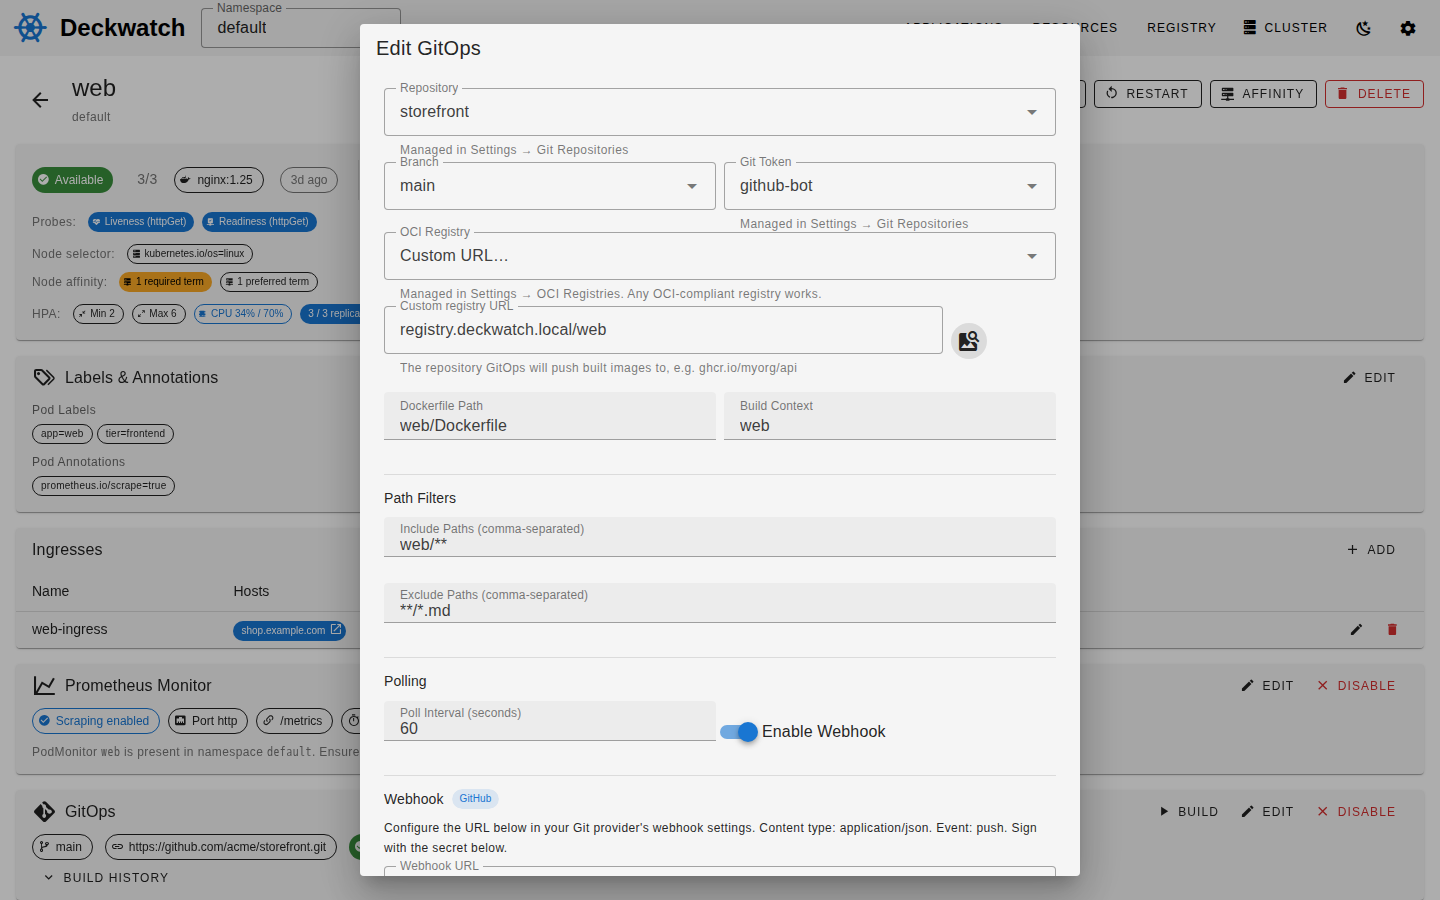 Deckwatch
Namespace
default
REGISTRY
CLUSTER
web
default
RESTART
AFFINITY
DELETE
Available
3/3
nginx:1.25
3d ago
Probes:
Liveness (httpGet)
Readiness (httpGet)
Node selector:
kubernetes.io/os=linux
Node affinity:
1 required term
1 preferred term
HPA:
Min 2
Max 6
CPU 34% / 70%
3 / 3 replica
Labels & Annotations
EDIT
Pod Labels
app=web
tier=frontend
Pod Annotations
prometheus.io/scrape=true
Ingresses
ADD
Name
Hosts
web-ingress
shop.example.com
Prometheus Monitor
EDIT
DISABLE
Scraping enabled
Port http
/metrics
PodMonitor web is present in namespace default. Ensure
GitOps
BUILD
EDIT
DISABLE
main
https://github.com/acme/storefront.git
BUILD HISTORY
Edit GitOps
Repository
storefront
Managed in Settings → Git Repositories
Branch
main
Git Token
github-bot
Managed in Settings → Git Repositories
OCI Registry
Custom URL…
Managed in Settings → OCI Registries. Any OCI-compliant registry works.
Custom registry URL
registry.deckwatch.local/web
The repository GitOps will push built images to, e.g. ghcr.io/myorg/api
Dockerfile Path
web/Dockerfile
Build Context
web
Path Filters
Include Paths (comma-separated)
web/**
Exclude Paths (comma-separated)
**/*.md
Polling
Poll Interval (seconds)
60
Enable Webhook
Webhook
GitHub
Configure the URL below in your Git provider's webhook settings. Content type: application/json. Event: push. Sign
with the secret below.
Webhook URL